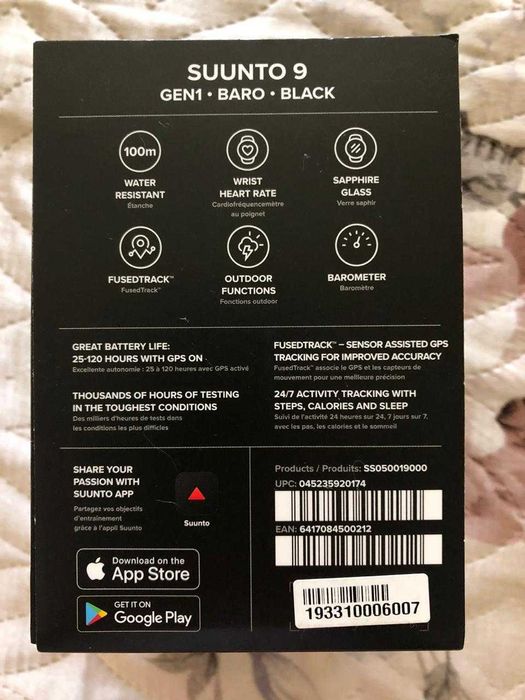 SUUNTO 9
GEN1 • BARO • BLACK
100m
WATER
RESISTANT
Étanche
WRIST
HEART RATE
Cardiofréquencemètre
au poignet
SAPPHIRE
GLASS
Verre saphir
FUSEDTRACK™
FusedTrack™
OUTDOOR
FUNCTIONS
Fonctions outdoor
BAROMETER
Baromètre
GREAT BATTERY LIFE:
25-120 HOURS WITH GPS ON
Excellente autonomie : 25 à 120 heures avec GPS activé
THOUSANDS OF HOURS OF TESTING
IN THE TOUGHEST CONDITIONS
Des milliers d'heures de tests dans
les conditions les plus difficiles
FUSEDTRACK™ – SENSOR ASSISTED GPS
TRACKING FOR IMPROVED ACCURACY
FusedTrack™ associe le GPS et les capteurs de
mouvement pour une meilleure précision
24/7 ACTIVITY TRACKING WITH
STEPS, CALORIES AND SLEEP
Suivi de l'activité 24 heures sur 24, 7 jours sur 7,
avec les pas, les calories et le sommeil
SHARE YOUR
PASSION WITH
SUUNTO APP
Partagez vos objectifs
d'entraînement
grâce à l'appli Suunto
Suunto
Download on the
App Store
GET IT ON
Google Play
Products / Produits: SS050019000
UPC: 045235920174
EAN: 6417084500212
193310006007